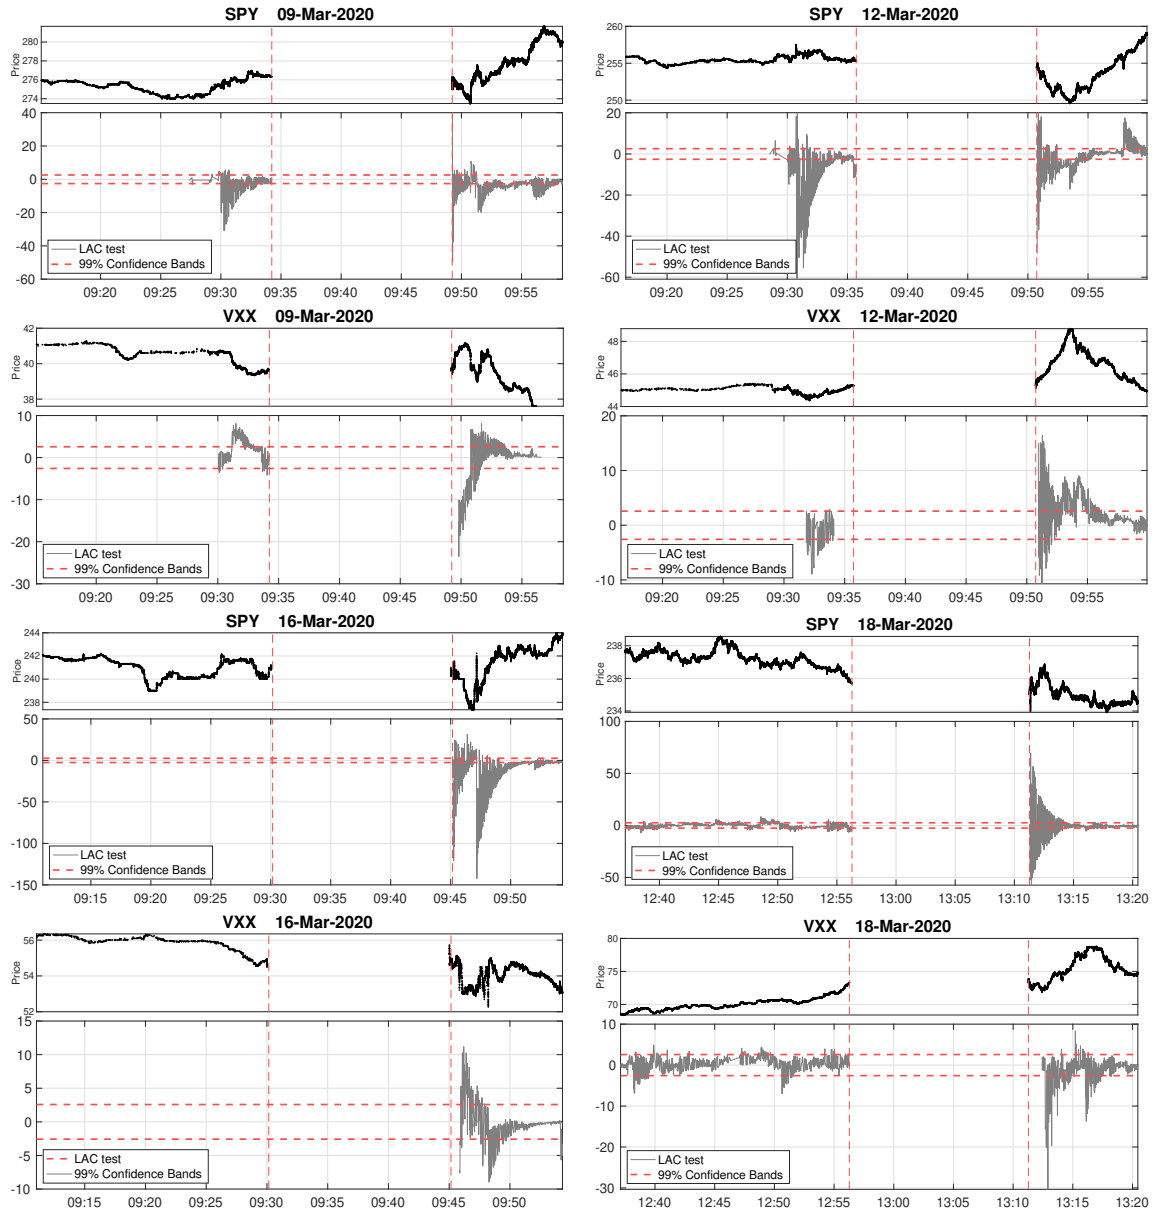 SPY 09-Mar-2020
Price
280
278
276
274
40
20
0
-20
-40
-60
LAC test
99% Confidence Bands
09:20 09:25 09:30 09:35 09:40 09:45 09:50 09:55
SPY 12-Mar-2020
Price
260
255
250
20
0
-20
-40
-60
LAC test
99% Confidence Bands
09:20 09:25 09:30 09:35 09:40 09:45 09:50 09:55
VXX 09-Mar-2020
Price
42
40
38
10
0
-10
-20
-30
LAC test
99% Confidence Bands
09:20 09:25 09:30 09:35 09:40 09:45 09:50 09:55
VXX 12-Mar-2020
Price
48
46
44
20
10
0
-10
LAC test
99% Confidence Bands
09:20 09:25 09:30 09:35 09:40 09:45 09:50 09:55
SPY 16-Mar-2020
Price
244
242
240
238
50
0
-50
-100
-150
LAC test
99% Confidence Bands
09:15 09:20 09:25 09:30 09:35 09:40 09:45 09:50
SPY 18-Mar-2020
Price
238
236
234
100
50
0
-50
LAC test
99% Confidence Bands
12:40 12:45 12:50 12:55 13:00 13:05 13:10 13:15 13:20
VXX 16-Mar-2020
Price
56
54
52
15
10
5
0
-5
-10
LAC test
99% Confidence Bands
09:15 09:20 09:25 09:30 09:35 09:40 09:45 09:50
VXX 18-Mar-2020
Price
80
75
70
10
0
-10
-20
-30
LAC test
99% Confidence Bands
12:40 12:45 12:50 12:55 13:00 13:05 13:10 13:15 13:20